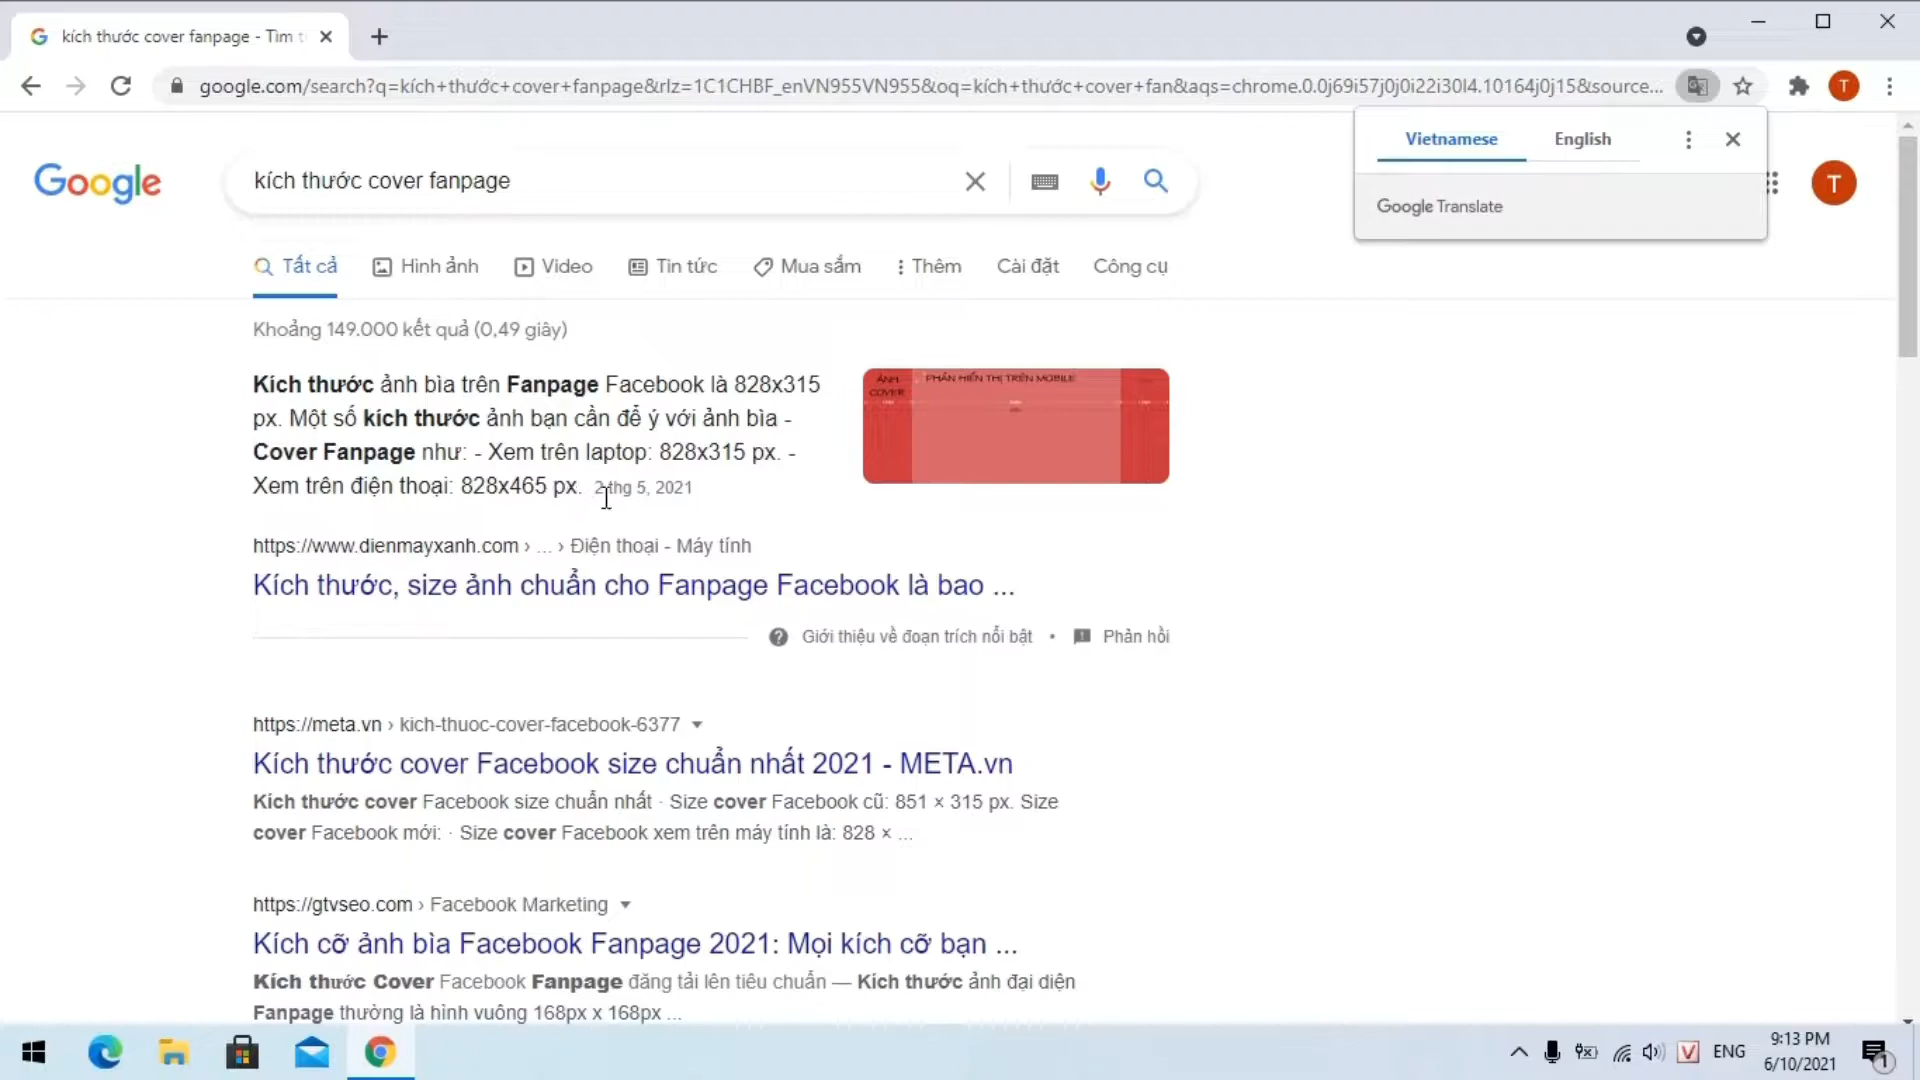 kích thước cover fanpage - Tìm t
google.com/search?q=kích+thước+cover+fanpage&rlz=1C1CHBF_enVN955VN955&oq=kích+thước+cover+fan&aqs=chrome.0.0j69i57j0j0i22i30l4.10164j0j15&source...
T
Vietnamese English
Google Translate
Google
kích thước cover fanpage
T
Tất cả Hình ảnh Video Tin tức Mua sắm Thêm Cài đặt Công cụ
Khoảng 149.000 kết quả (0,49 giây)
Kích thước ảnh bìa trên Fanpage Facebook là 828x315
px. Một số kích thước ảnh bạn cần để ý với ảnh bìa -
Cover Fanpage như: - Xem trên laptop: 828x315 px. -
Xem trên điện thoại: 828x465 px. 2 thg 5, 2021
ẢNH COVER
PHẦN HIỂN THỊ TRÊN MOBILE
https://www.dienmayxanh.com › ... › Điện thoại - Máy tính
Kích thước, size ảnh chuẩn cho Fanpage Facebook là bao ...
Giới thiệu về đoạn trích nổi bật • Phản hồi
https://meta.vn › kich-thuoc-cover-facebook-6377
Kích thước cover Facebook size chuẩn nhất 2021 - META.vn
Kích thước cover Facebook size chuẩn nhất · Size cover Facebook cũ: 851 × 315 px. Size
cover Facebook mới: · Size cover Facebook xem trên máy tính là: 828 × ...
https://gtvseo.com › Facebook Marketing
Kích cỡ ảnh bìa Facebook Fanpage 2021: Mọi kích cỡ bạn ...
Kích thước Cover Facebook Fanpage đăng tải lên tiêu chuẩn — Kích thước ảnh đại diện
Fanpage thường là hình vuông 168px x 168px ...
V ENG
9:13 PM
6/10/2021
1